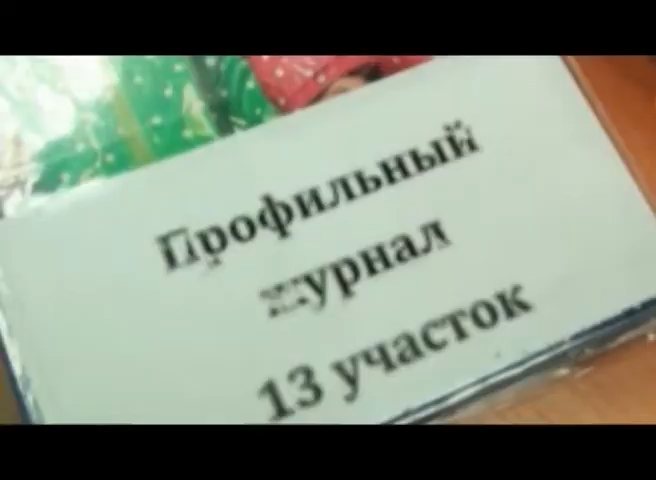 Профильный
журнал
13 участок